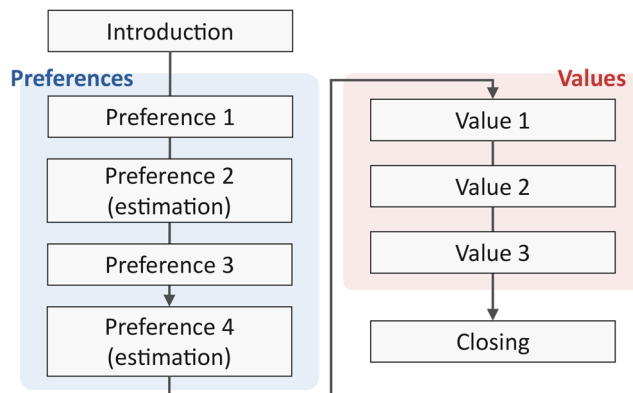 Introduction
Preferences
Preference 1
Preference 2
(estimation)
Preference 3
Preference 4
(estimation)
Values
Value 1
Value 2
Value 3
Closing